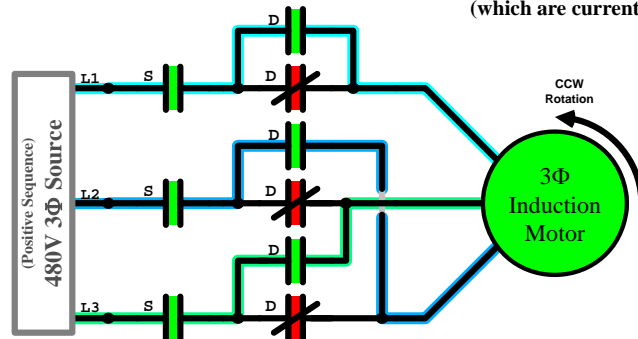 (which are current
D
L1
S
D
CCW
Rotation
D
(Positive Sequence)
480V 3Φ Source
L2
S
D
3Φ
Induction
Motor
D
L3
S
D